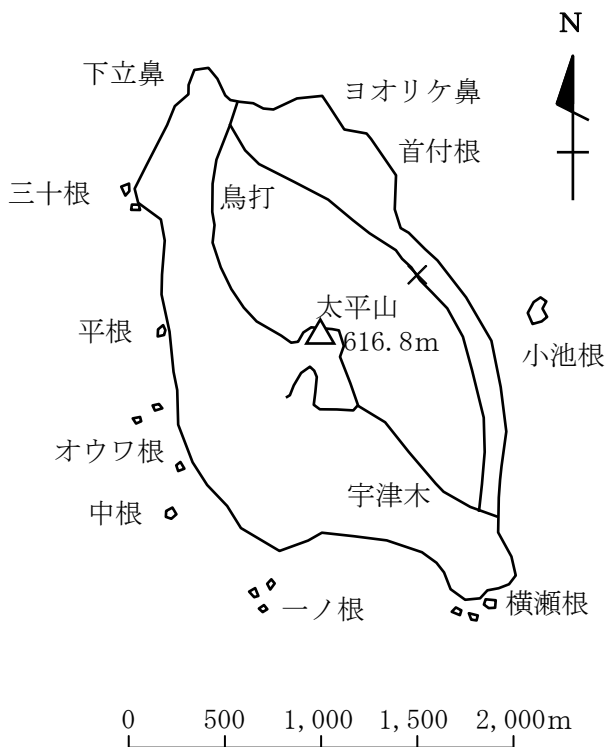 N
下立鼻
ヨオリケ鼻
首付根
三十根
鳥打
太平山
616.8m
平根
小池根
オウワ根
宇津木
中根
一ノ根
横瀬根
0 500 1,000 1,500 2,000m